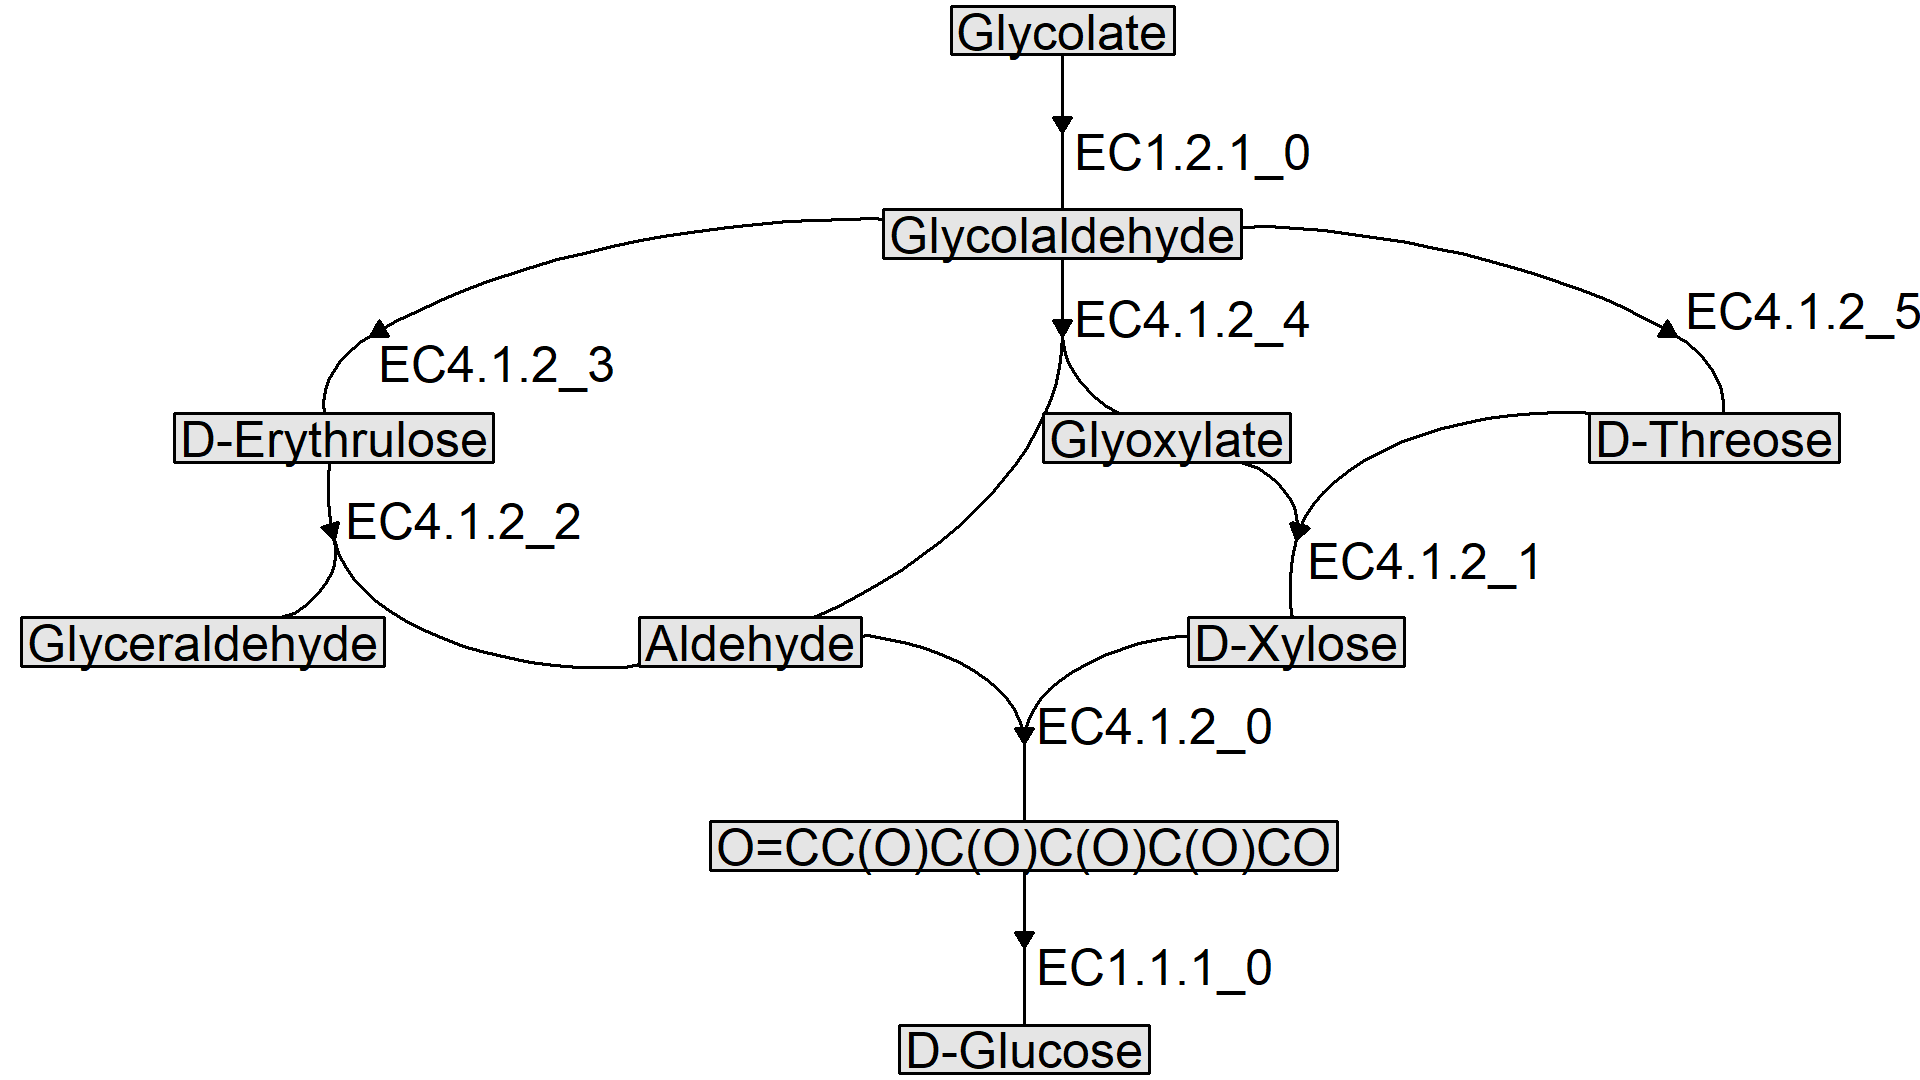 Glycolate
EC1.2.1_0
Glycolaldehyde
EC4.1.2_3
EC4.1.2_4
EC4.1.2_5
D-Erythrulose
Glyoxylate
D-Threose
EC4.1.2_2
EC4.1.2_1
Glyceraldehyde
Aldehyde
D-Xylose
EC4.1.2_0
O=CC(O)C(O)C(O)C(O)CO
EC1.1.1_0
D-Glucose